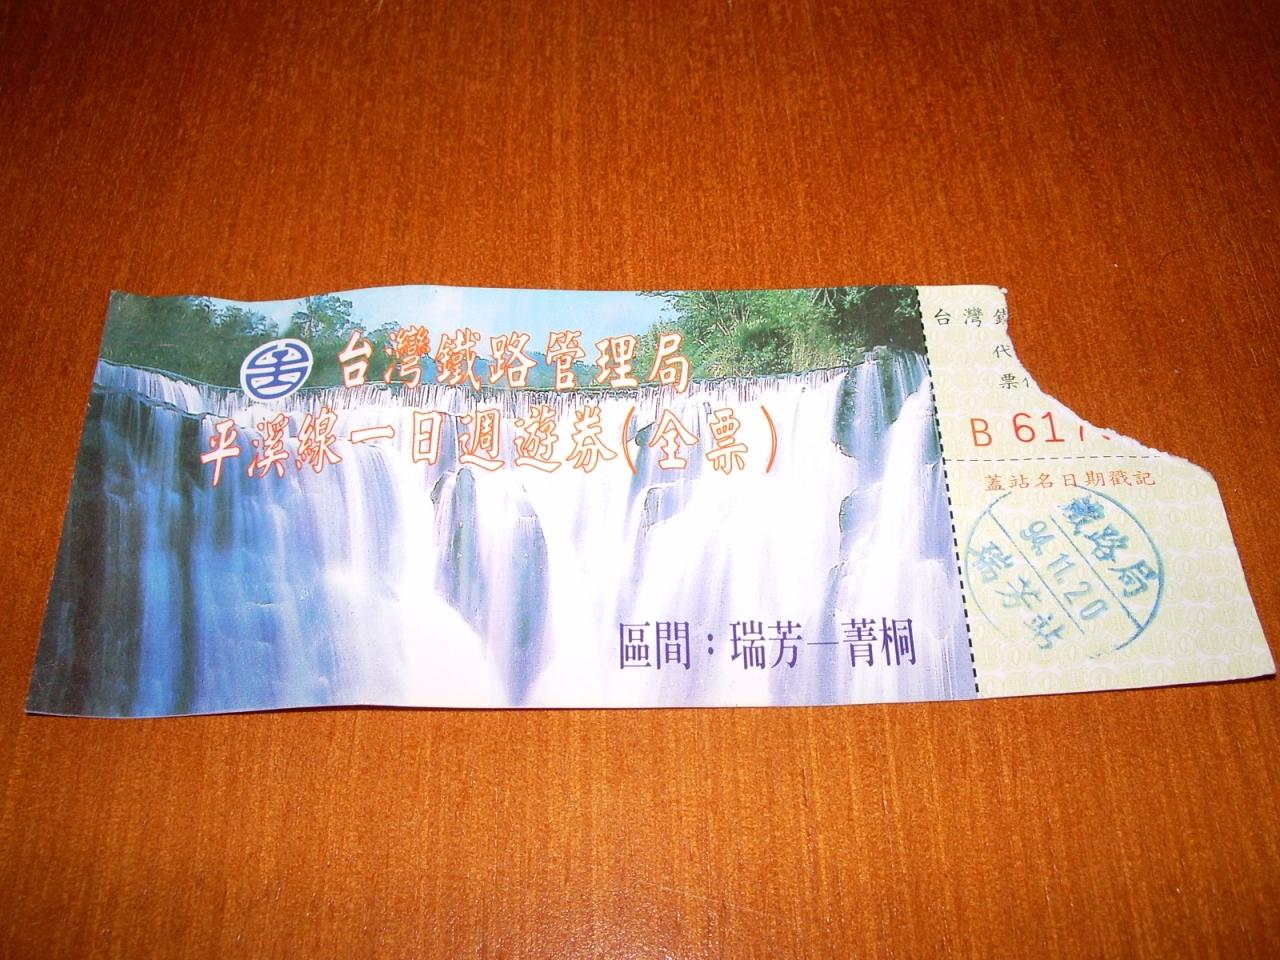 台灣鐵路管理局
平溪線一日週遊券(全票)
區間：瑞芳—菁桐
台灣
代
票
B 617
蓋站名日期戳記
鐵路局
94.11.20
瑞芳站